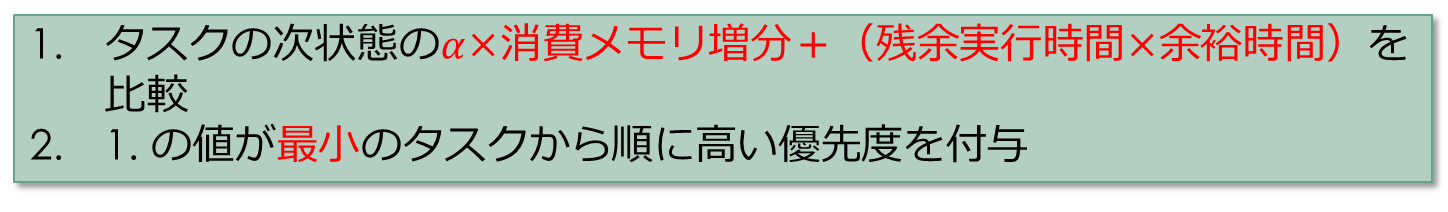 1. タスクの次状態の𝛼×消費メモリ増分＋（残余実行時間×余裕時間）を
比較
2. 1. の値が最小のタスクから順に高い優先度を付与